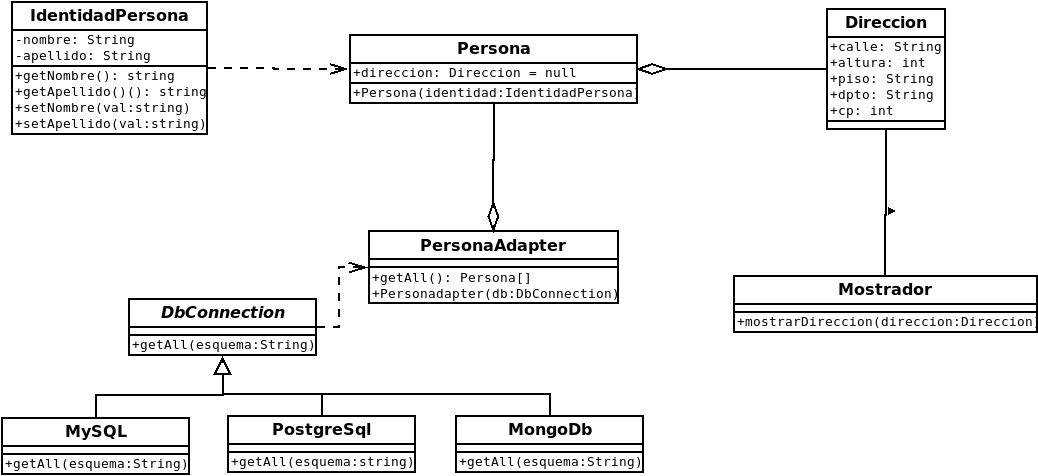 IdentidadPersona
-nombre: String
-apellido: String
+getNombre(): string
+getApellido()(): string
+setNombre(val:string)
+setApellido(val:string)
Persona
+direccion: Direccion = null
+Persona(identidad:IdentidadPersona)
Direccion
+calle: String
+altura: int
+piso: String
+dpto: String
+cp: int
PersonaAdapter
+getAll(): Persona[]
+Personadapter(db:DbConnection)
Mostrador
+mostrarDireccion(direccion:Direccion)
DbConnection
+getAll(esquema:String)
MySQL
+getAll(esquema:String)
PostgreSql
+getAll(esquema:string)
MongoDb
+getAll(esquema:String)